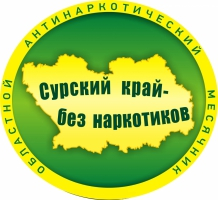 ОБЛАСТНОЙ АНТИНАРКОТИЧЕСКИЙ МЕСЯЧНИК
Сурский край-
без наркотиков